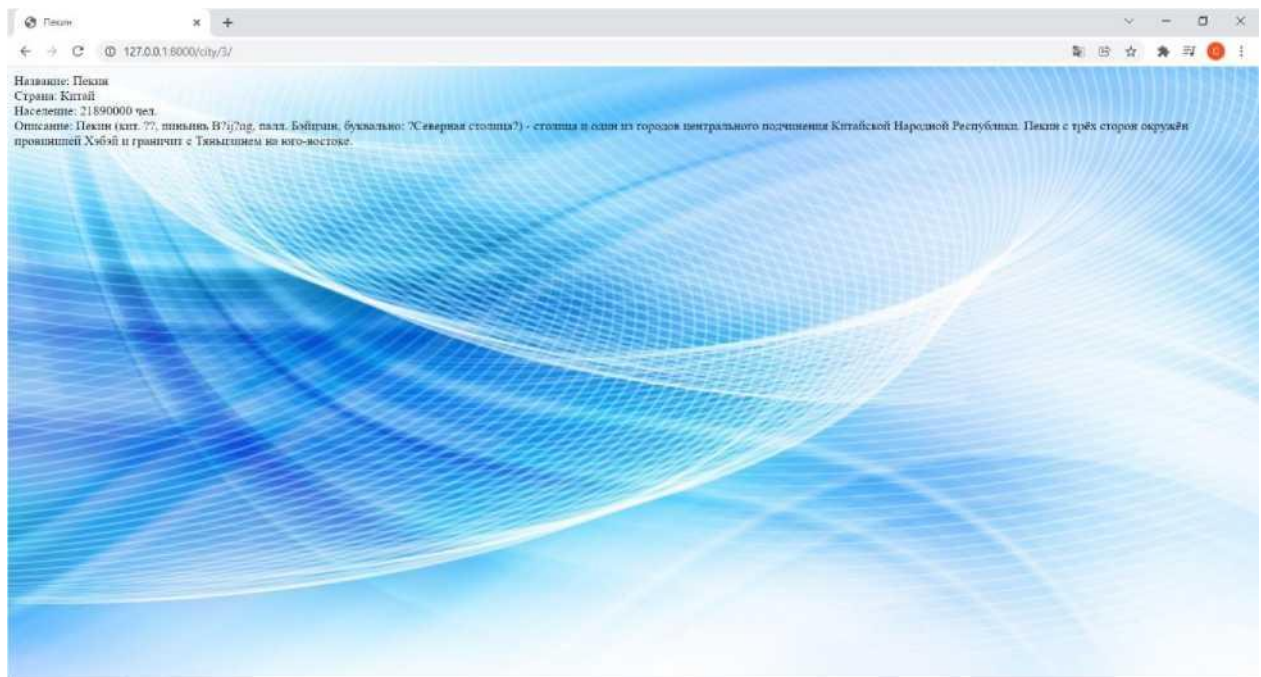 Пекин
127.0.0.1:8000/city/3/
Название: Пекин
Страна: Китай
Население: 21890000 чел.
Описание: Пекин (кит. ??, пиньинь B?ij?ng, палл. Бэйцзин, буквально: ?Северная столица?) - столица и один из городов центрального подчинения Китайской Народной Республики. Пекин с трёх сторон окружён
провинцией Хэбэй и граничит с Тяньцзинем на юго-востоке.